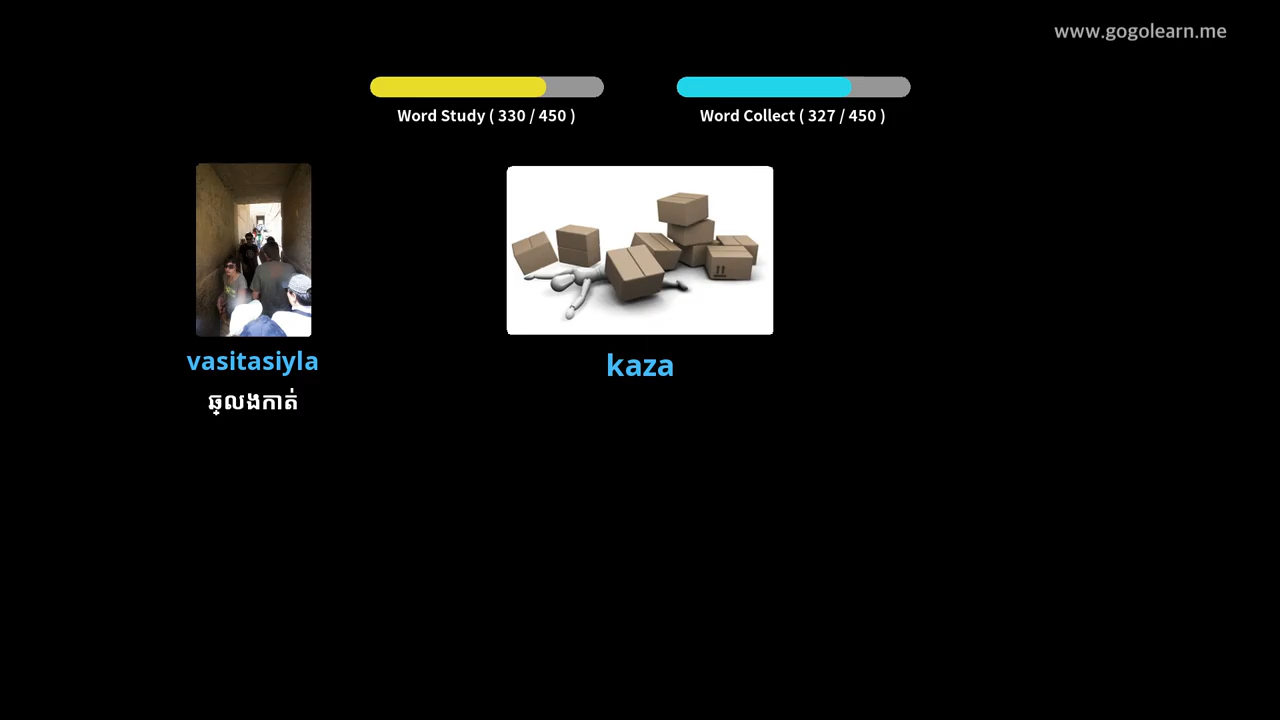 www.gogolearn.me
Word Study ( 330 / 450 )
Word Collect ( 327 / 450 )
vasitasiyla
ឆ្លងកាត់
kaza